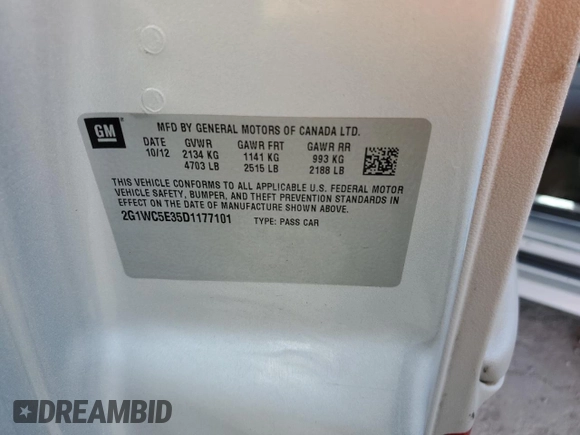 GM
MFD BY GENERAL MOTORS OF CANADA LTD.
DATE GVWR GAWR FRT GAWR RR
10/12 2134 KG 1141 KG 993 KG
4703 LB 2515 LB 2188 LB
THIS VEHICLE CONFORMS TO ALL APPLICABLE U.S. FEDERAL MOTOR
VEHICLE SAFETY, BUMPER, AND THEFT PREVENTION STANDARDS IN
EFFECT ON THE DATE OF MANUFACTURE SHOWN ABOVE.
2G1WC5E35D1177101 TYPE: PASS CAR
DREAMBID